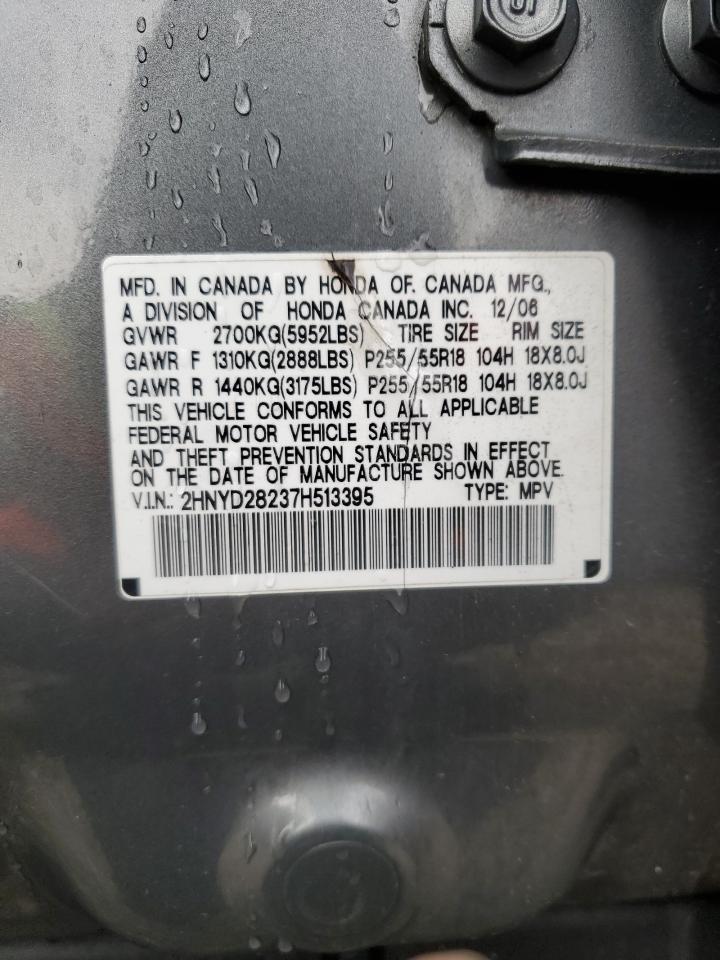 MFD. IN CANADA BY HONDA OF. CANADA MFG.,
A DIVISION OF HONDA CANADA INC. 12/06
GVWR 2700KG(5952LBS) TIRE SIZE RIM SIZE
GAWR F 1310KG(2888LBS) P255/55R18 104H 18X8.0J
GAWR R 1440KG(3175LBS) P255/55R18 104H 18X8.0J
THIS VEHICLE CONFORMS TO ALL APPLICABLE
FEDERAL MOTOR VEHICLE SAFETY
AND THEFT PREVENTION STANDARDS IN EFFECT
ON THE DATE OF MANUFACTURE SHOWN ABOVE.
V.I.N.: 2HNYD28237H513395 TYPE: MPV